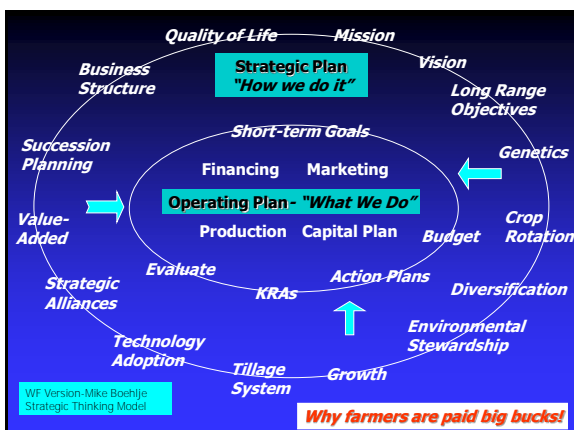 Quality of Life
Mission
Business
Structure
Strategic Plan
"How we do it"
Vision
Long Range
Objectives
Short-term Goals
Succession
Planning
Genetics
Financing
Marketing
Operating Plan - "What We Do"
Value-
Added
Crop
Rotation
Production
Capital Plan
Budget
Evaluate
Action Plans
Strategic
Alliances
KRAs
Diversification
Environmental
Stewardship
Technology
Adoption
Tillage
System
Growth
WF Version-Mike Boehlje
Strategic Thinking Model
Why farmers are paid big bucks!